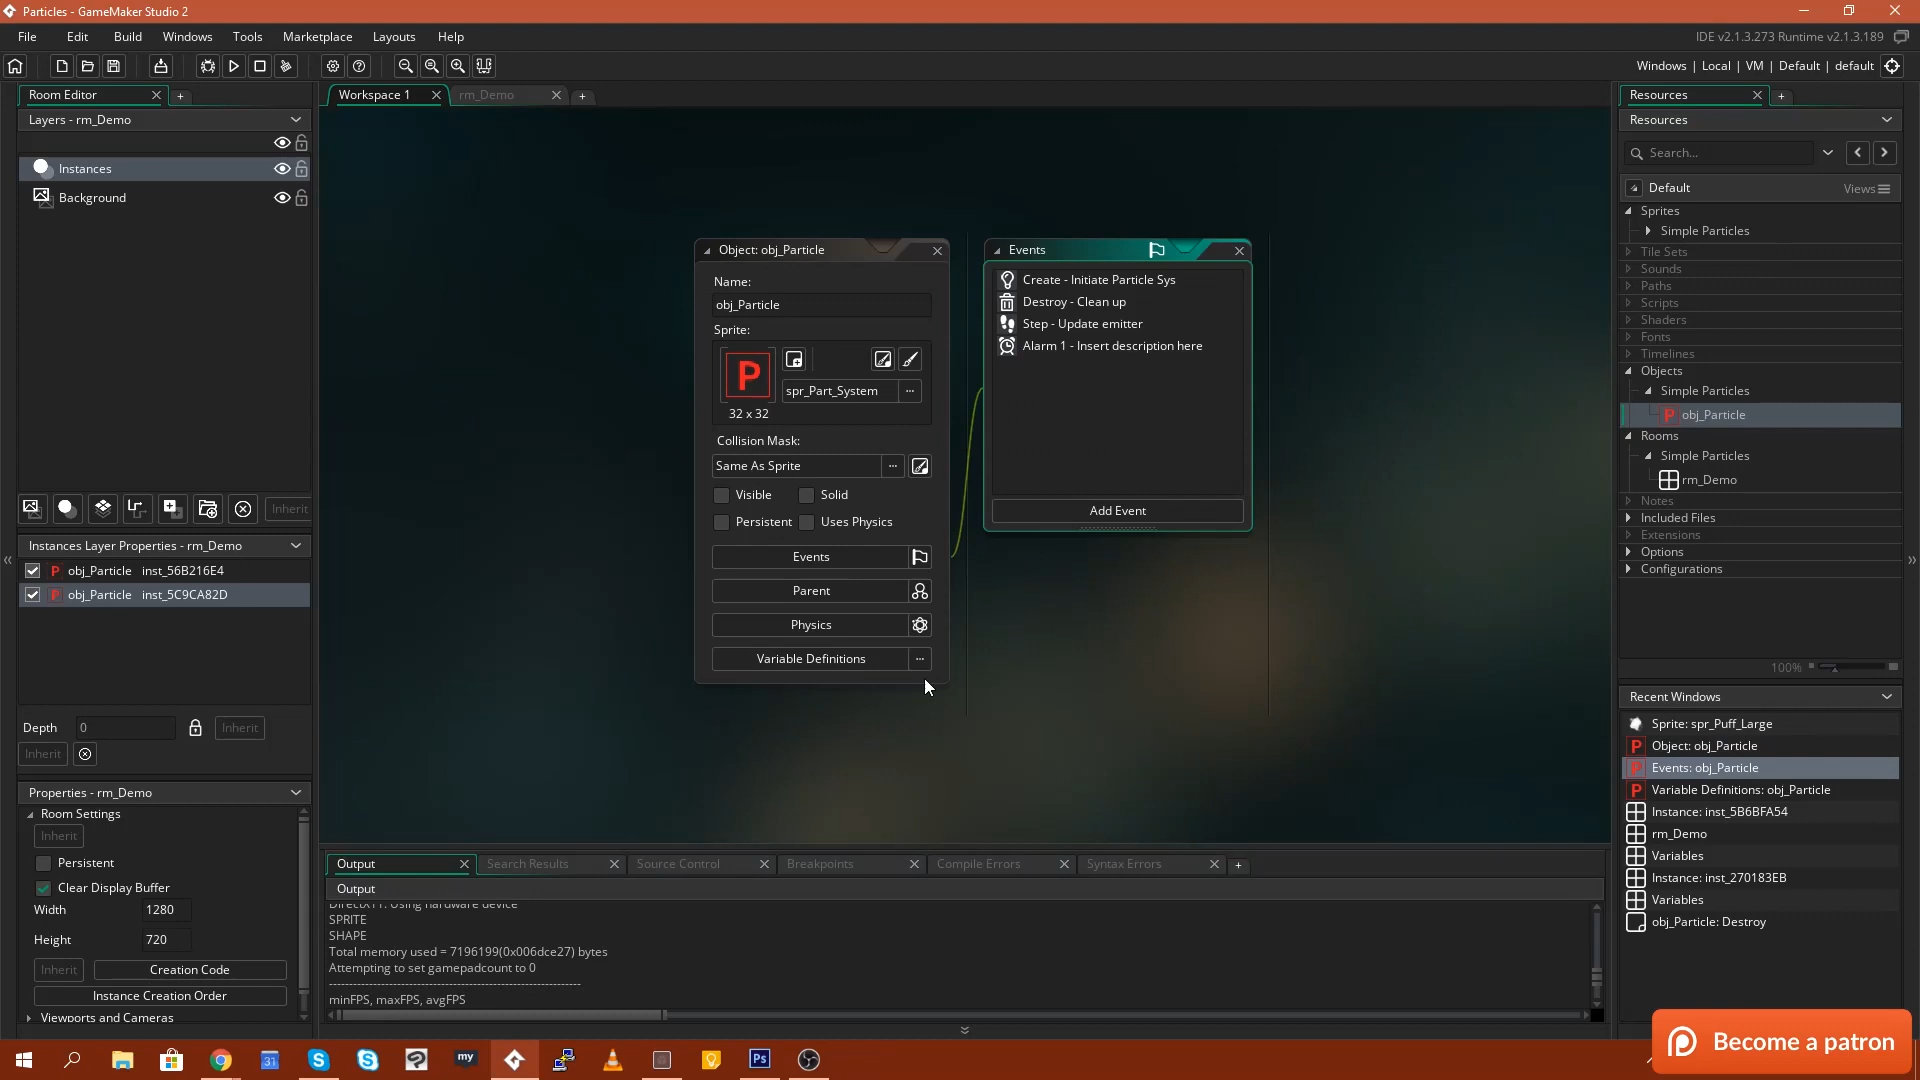 Particles - GameMaker Studio 2
File Edit Build Windows Tools Marketplace Layouts Help
IDE v2.1.3.273 Runtime v2.1.3.189
Windows | Local | VM | Default | default
Room Editor
Layers - rm_Demo
Instances
Background
Inherit
Instances Layer Properties - rm_Demo
obj_Particle inst_56B216E4
obj_Particle inst_5C9CA82D
Depth 0 Inherit
Inherit
Properties - rm_Demo
Room Settings
Inherit
Persistent
Clear Display Buffer
Width 1280
Height 720
Inherit Creation Code
Instance Creation Order
Viewports and Cameras
Workspace 1 rm_Demo
Object: obj_Particle
Name:
obj_Particle
Sprite:
P
spr_Part_System
32 x 32
Collision Mask:
Same As Sprite
Visible Solid
Persistent Uses Physics
Events
Parent
Physics
Variable Definitions
Events
Create - Initiate Particle Sys
Destroy - Clean up
Step - Update emitter
Alarm 1 - Insert description here
Add Event
Output Search Results Source Control Breakpoints Compile Errors Syntax Errors
Output
DirectX11: Using hardware device
SPRITE
SHAPE
Total memory used = 7196199(0x006dce27) bytes
Attempting to set gamepadcount to 0
------------------------------------------------------------
minFPS, maxFPS, avgFPS
Resources
Resources
Search...
Default Views
Sprites
Simple Particles
Tile Sets
Sounds
Paths
Scripts
Shaders
Fonts
Timelines
Objects
Simple Particles
P obj_Particle
Rooms
Simple Particles
rm_Demo
Notes
Included Files
Extensions
Options
Configurations
100%
Recent Windows
Sprite: spr_Puff_Large
P Object: obj_Particle
P Events: obj_Particle
P Variable Definitions: obj_Particle
Instance: inst_5B6BFA54
rm_Demo
Variables
Instance: inst_270183EB
Variables
obj_Particle: Destroy
Become a patron
31
my
Ps